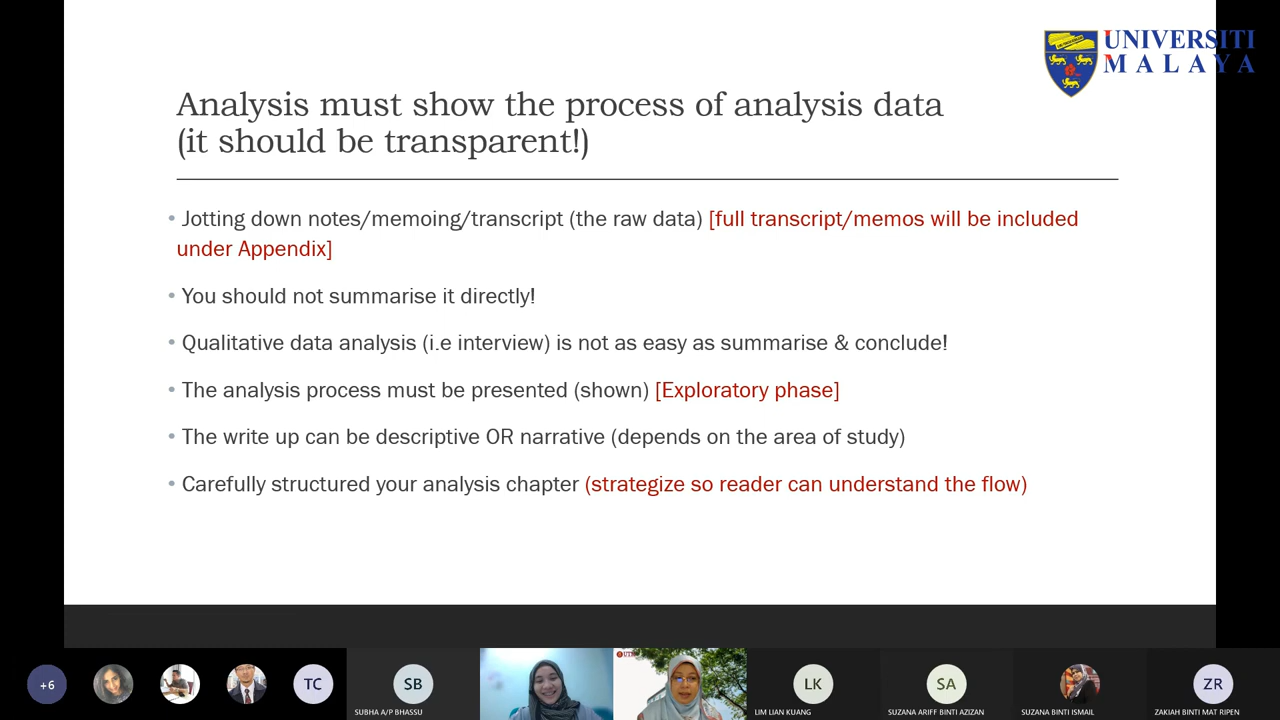 UNIVERSITI
MALAYA
Analysis must show the process of analysis data
(it should be transparent!)
• Jotting down notes/memoing/transcript (the raw data) [full transcript/memos will be included
under Appendix]
• You should not summarise it directly!
• Qualitative data analysis (i.e interview) is not as easy as summarise & conclude!
• The analysis process must be presented (shown) [Exploratory phase]
• The write up can be descriptive OR narrative (depends on the area of study)
• Carefully structured your analysis chapter (strategize so reader can understand the flow)
+6
TC
SB
LK
SA
ZR
SUBHA A/P BHASSU
LIM LIAN KUANG
SUZANA ARIFF BINTI AZIZAN
SUZANA BINTI ISMAIL
ZAKIAH BINTI MAT RIPEN